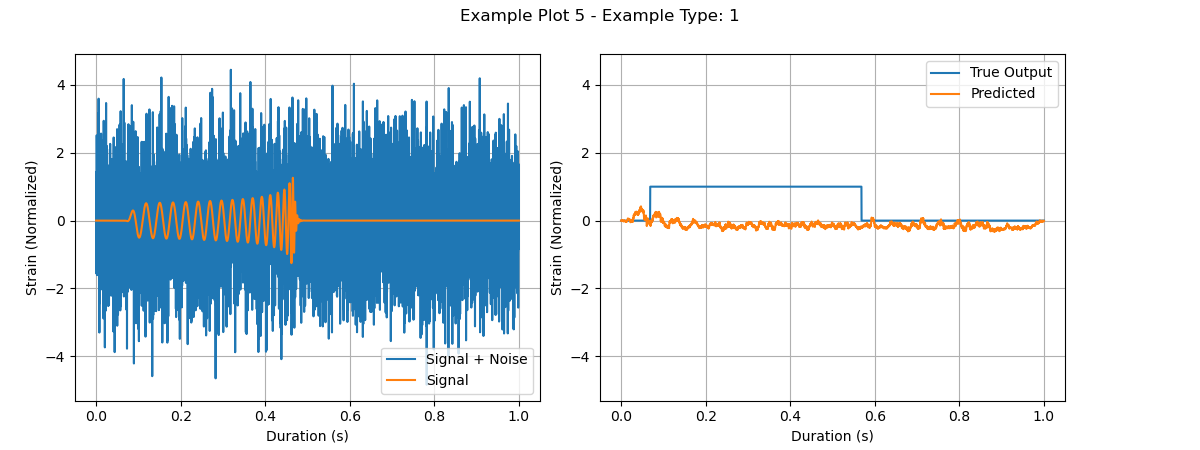 Example Plot 5 - Example Type: 1
Strain (Normalized)
4
2
0
−2
−4
Signal + Noise
Signal
0.0 0.2 0.4 0.6 0.8 1.0
Duration (s)
Strain (Normalized)
4
2
0
−2
−4
True Output
Predicted
0.0 0.2 0.4 0.6 0.8 1.0
Duration (s)